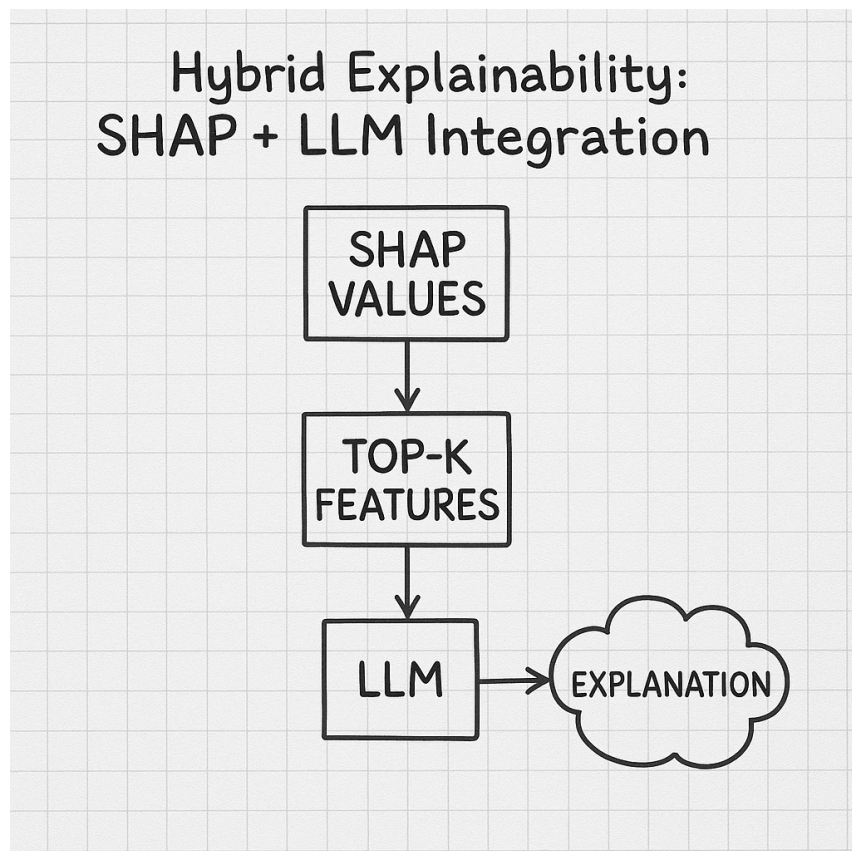 Hybrid Explainability:
SHAP + LLM Integration
SHAP
VALUES
TOP-K
FEATURES
LLM
EXPLANATION